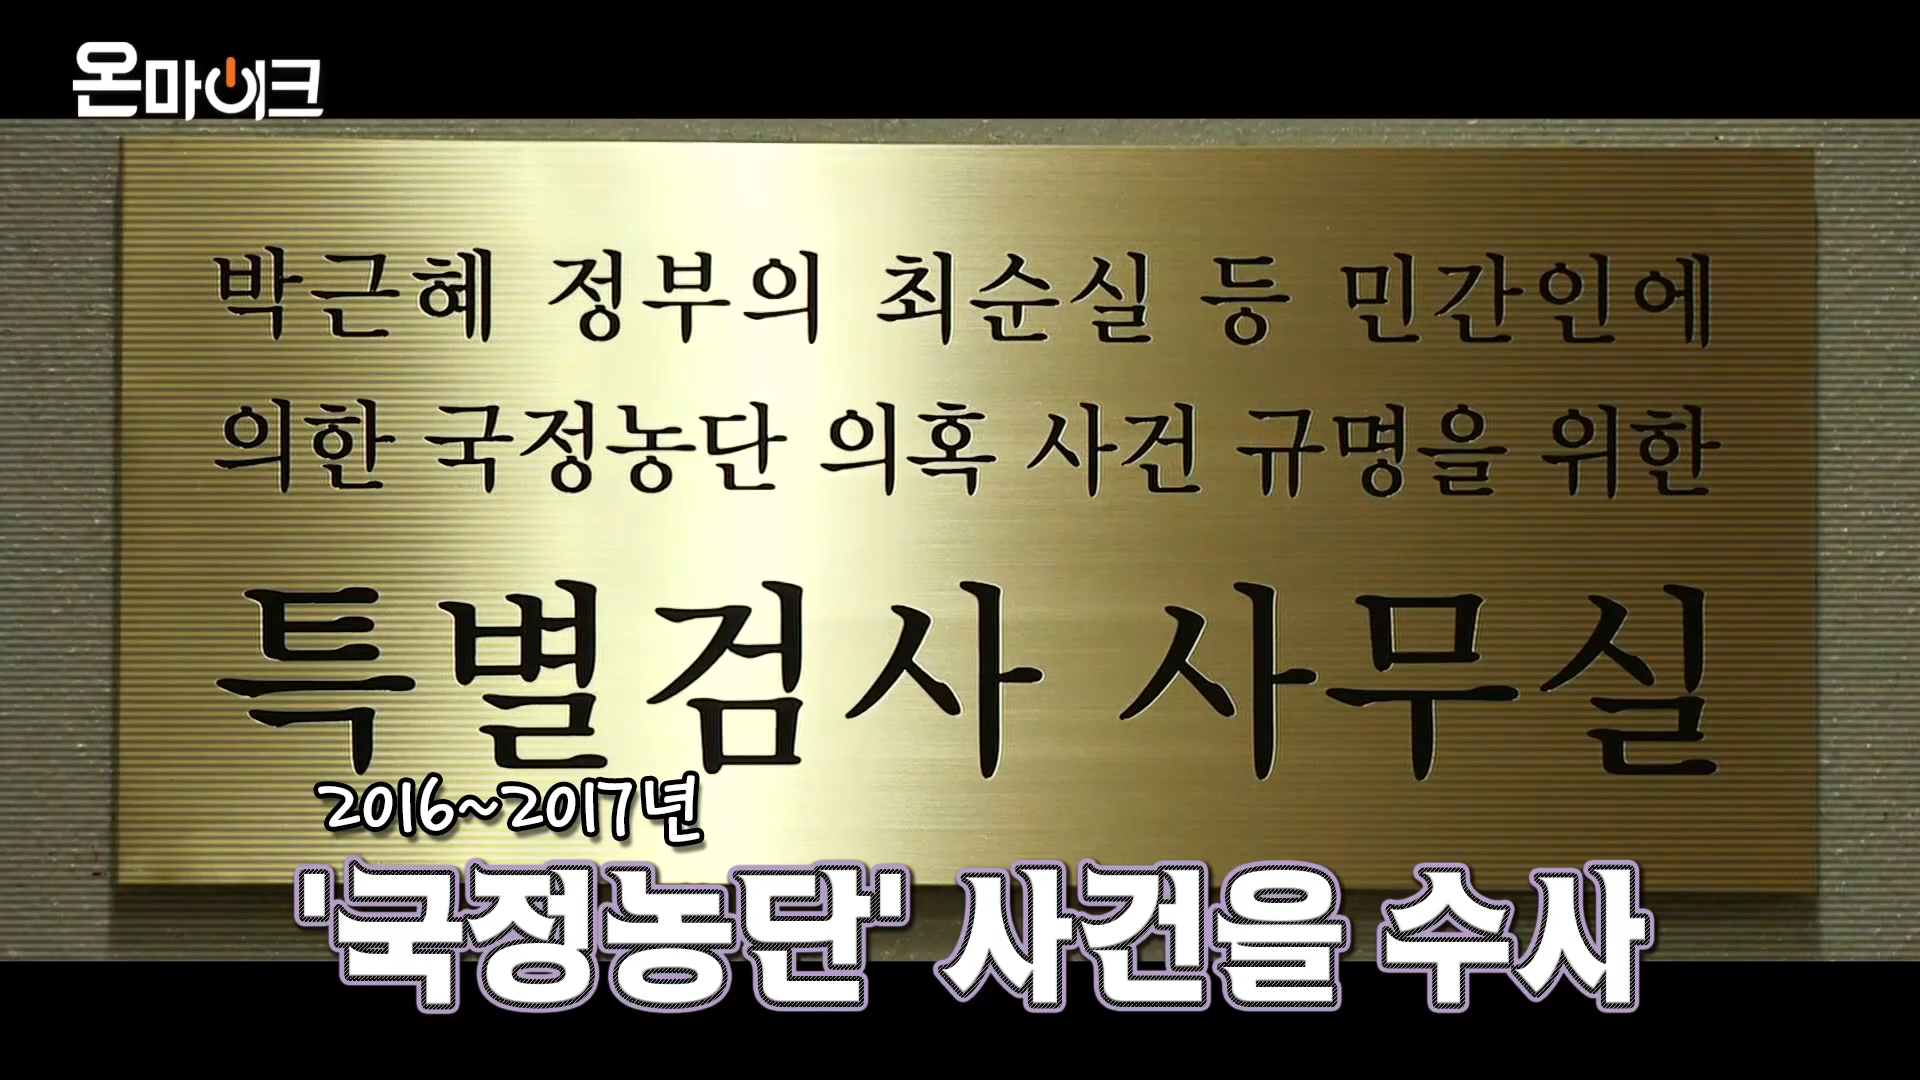 온마이크
박근혜 정부의 최순실 등 민간인에
의한 국정농단 의혹 사건 규명을 위한
특별검사 사무실
2016~2017년
'국정농단' 사건을 수사